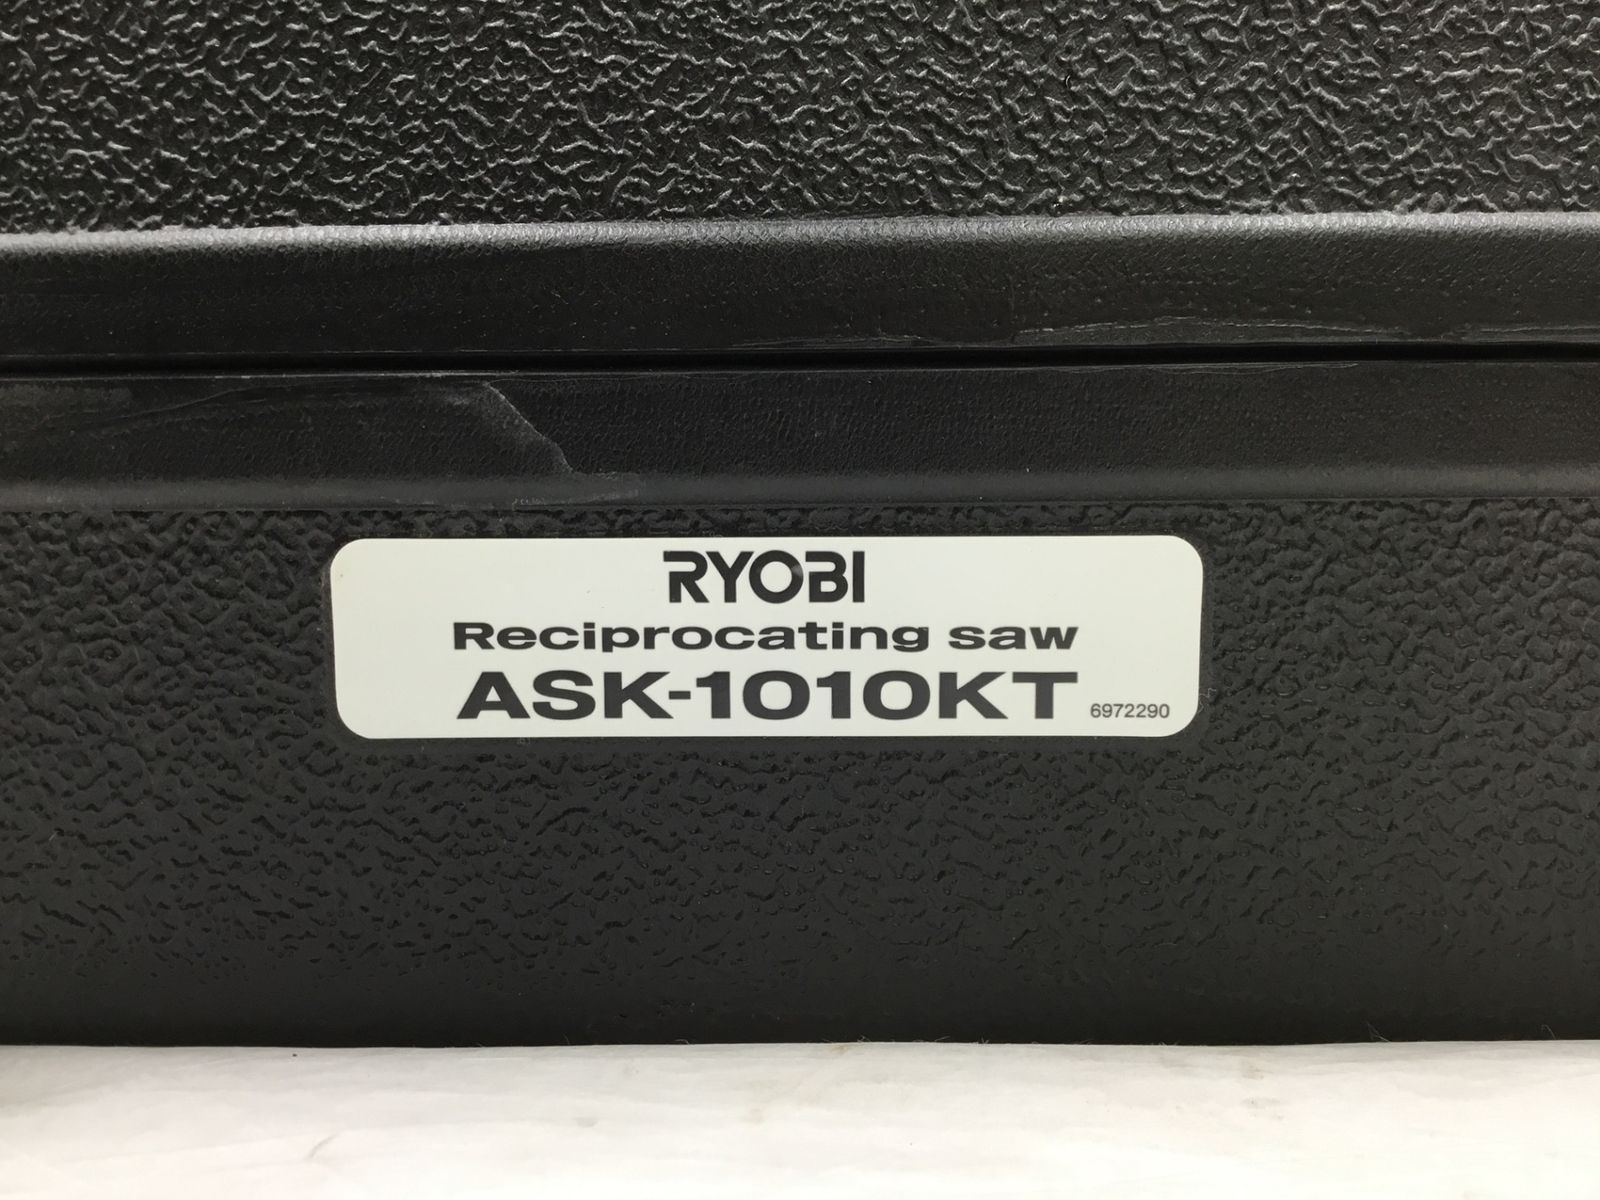 RYOBI
Reciprocating saw
ASK-1010KT 6972290